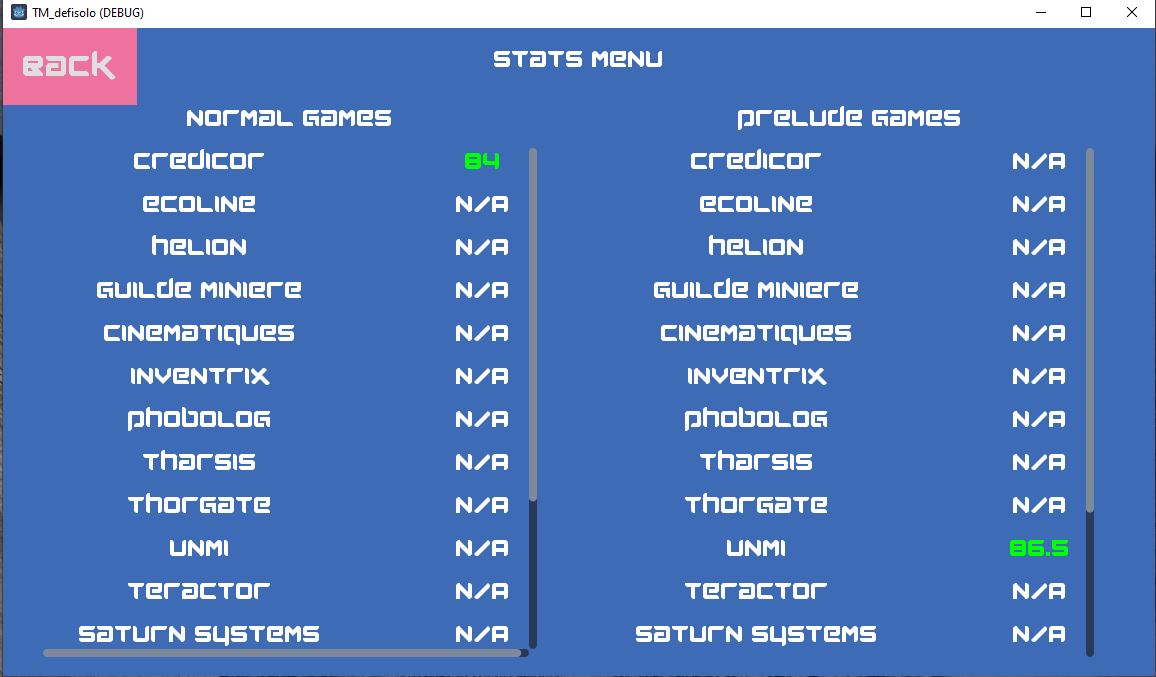 TM_defisolo (DEBUG)
Back
Stats Menu
Normal Games
Credicor 84
Ecoline N/A
Helion N/A
Guilde Miniere N/A
Cinematiques N/A
Inventrix N/A
Phobolog N/A
Tharsis N/A
Thorgate N/A
UNMI N/A
Teractor N/A
Saturn Systems N/A
Prelude Games
Credicor N/A
Ecoline N/A
Helion N/A
Guilde Miniere N/A
Cinematiques N/A
Inventrix N/A
Phobolog N/A
Tharsis N/A
Thorgate N/A
UNMI 86.5
Teractor N/A
Saturn Systems N/A